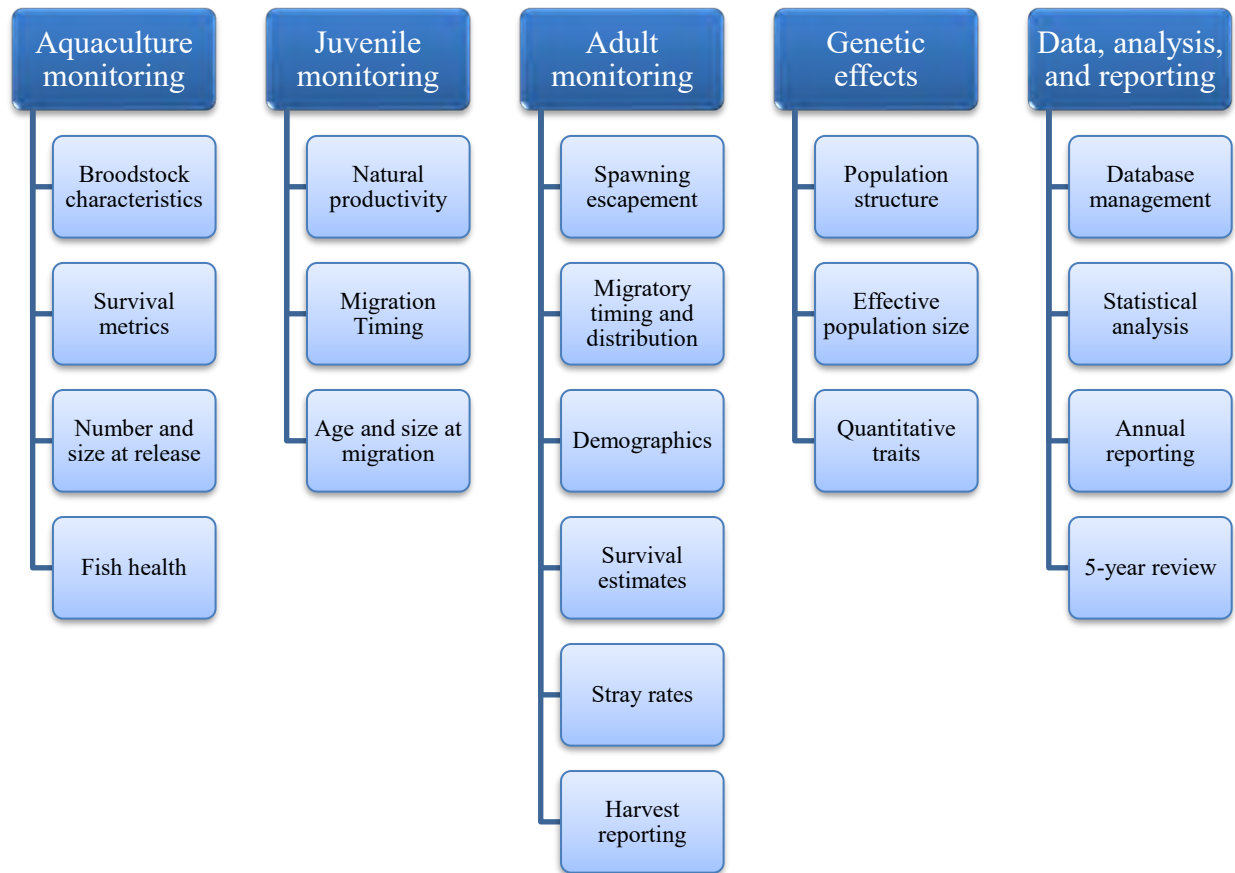 Aquaculture
monitoring
Broodstock
characteristics
Survival
metrics
Number and
size at release
Fish health
Juvenile
monitoring
Natural
productivity
Migration
Timing
Age and size at
migration
Adult
monitoring
Spawning
escapement
Migratory
timing and
distribution
Demographics
Survival
estimates
Stray rates
Harvest
reporting
Genetic
effects
Population
structure
Effective
population size
Quantitative
traits
Data, analysis,
and reporting
Database
management
Statistical
analysis
Annual
reporting
5-year review